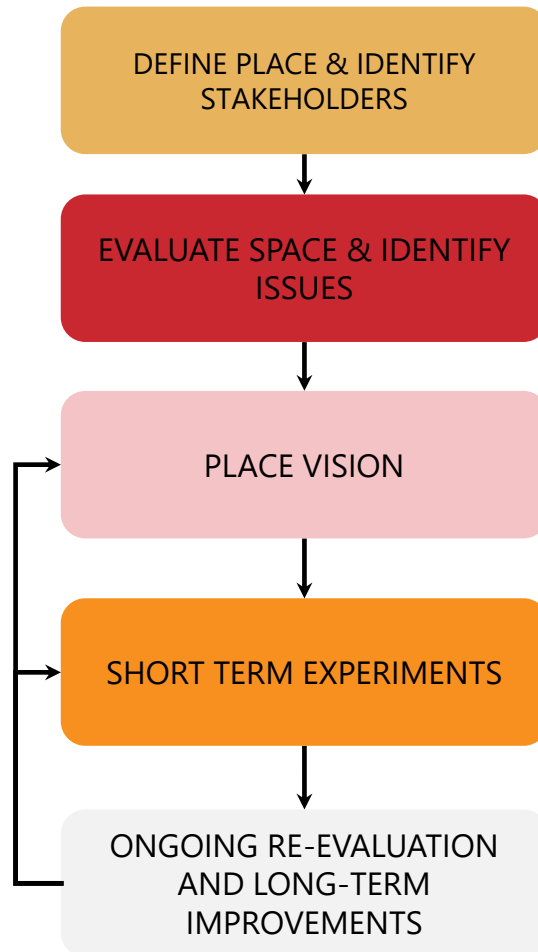 DEFINE PLACE & IDENTIFY
STAKEHOLDERS
EVALUATE SPACE & IDENTIFY
ISSUES
PLACE VISION
SHORT TERM EXPERIMENTS
ONGOING RE-EVALUATION
AND LONG-TERM
IMPROVEMENTS